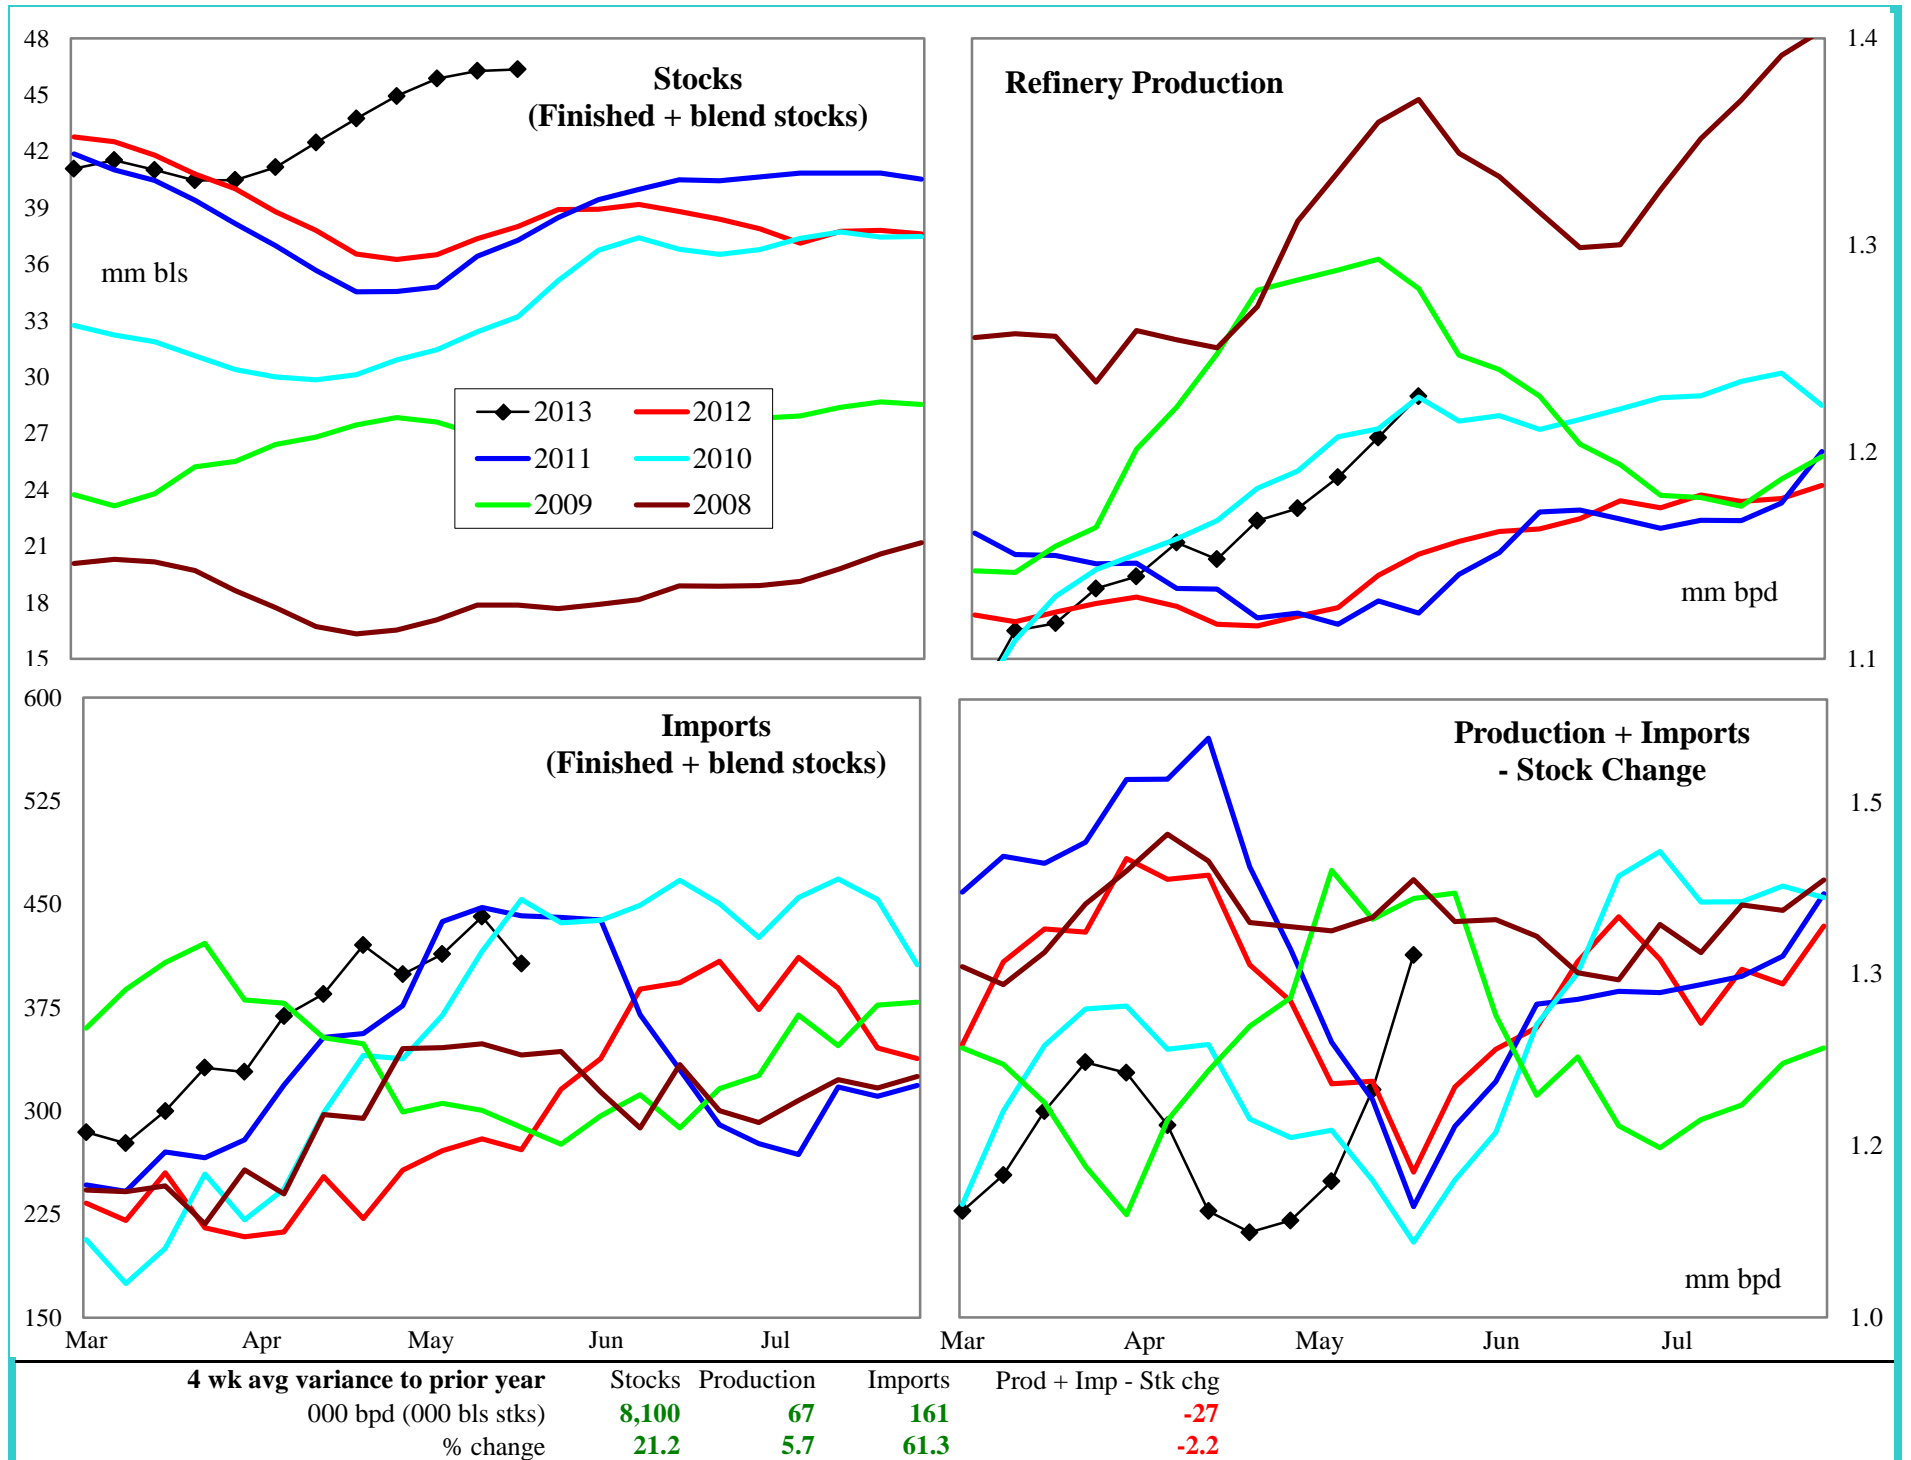 48
45
42
39
36
33
30
27
24
21
18
15
Stocks
(Finished + blend stocks)
mm bls
2013
2012
2011
2010
2009
2008
Refinery Production
mm bpd
1.4
1.3
1.2
1.1
600
525
450
375
300
225
150
Imports
(Finished + blend stocks)
Mar Apr May Jun Jul
Production + Imports
- Stock Change
mm bpd
1.5
1.3
1.2
1.0
Mar Apr May Jun Jul
4 wk avg variance to prior year Stocks Production Imports Prod + Imp - Stk chg
000 bpd (000 bls stks) 8,100 67 161 -27
% change 21.2 5.7 61.3 -2.2